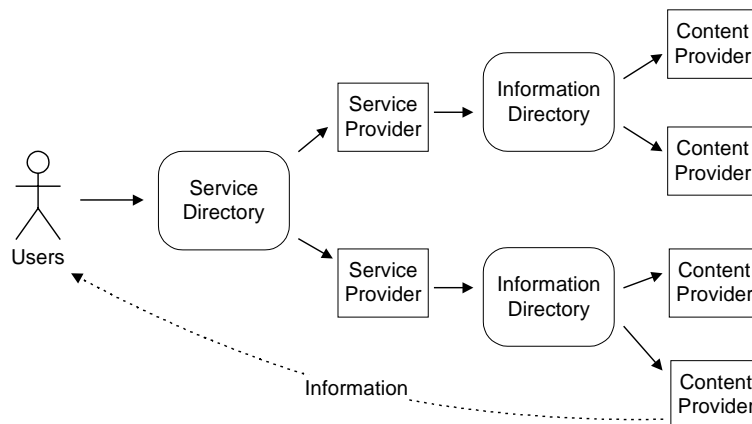 Content
Provider
Service
Provider
Information
Directory
Content
Provider
Service
Directory
Users
Service
Provider
Information
Directory
Content
Provider
Information
Content
Provider